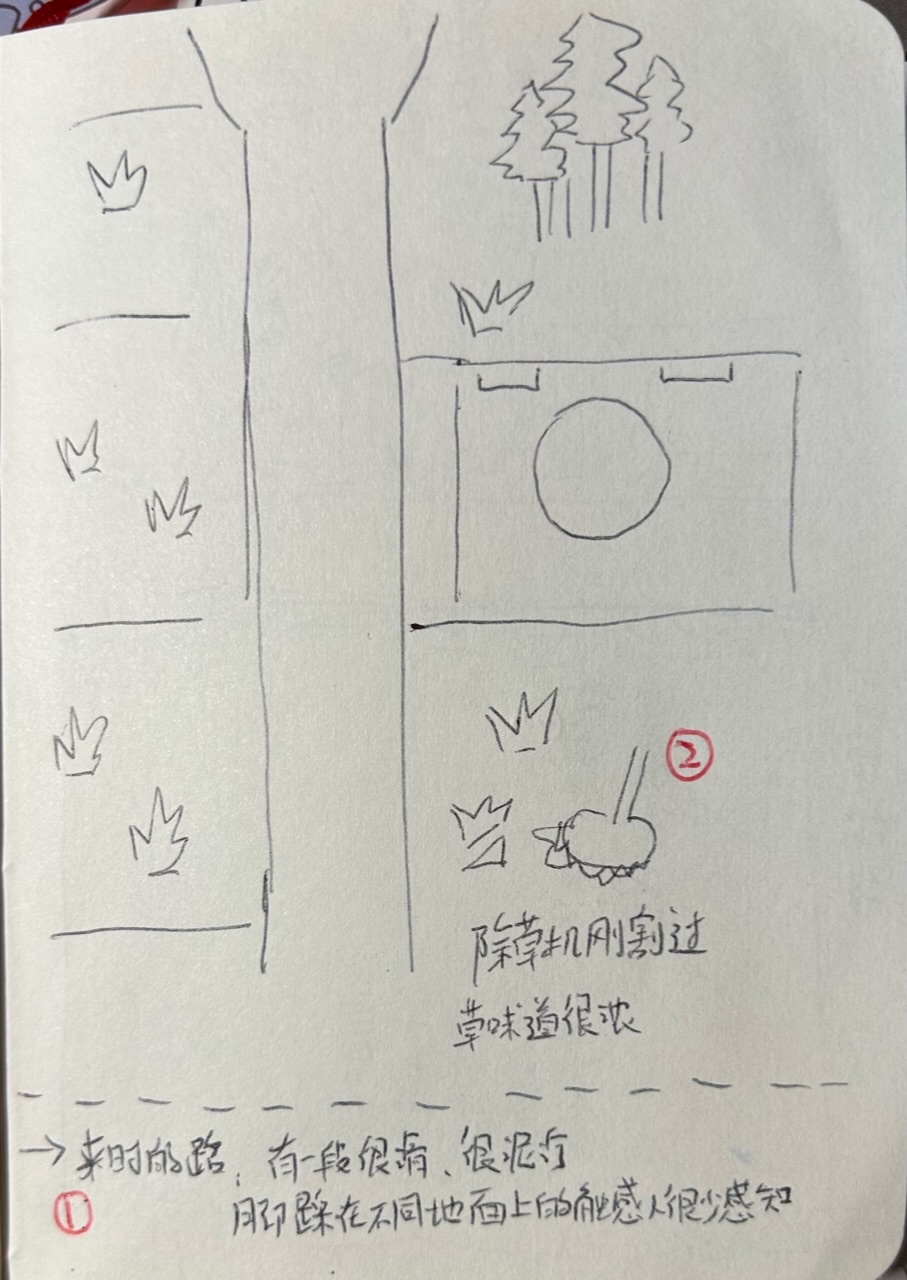 ②
除草机刚割过
草味道很浓
→ 来时的路，有一段很滑、很泥泞
① 脚踩在不同地面上的触感人很少感知